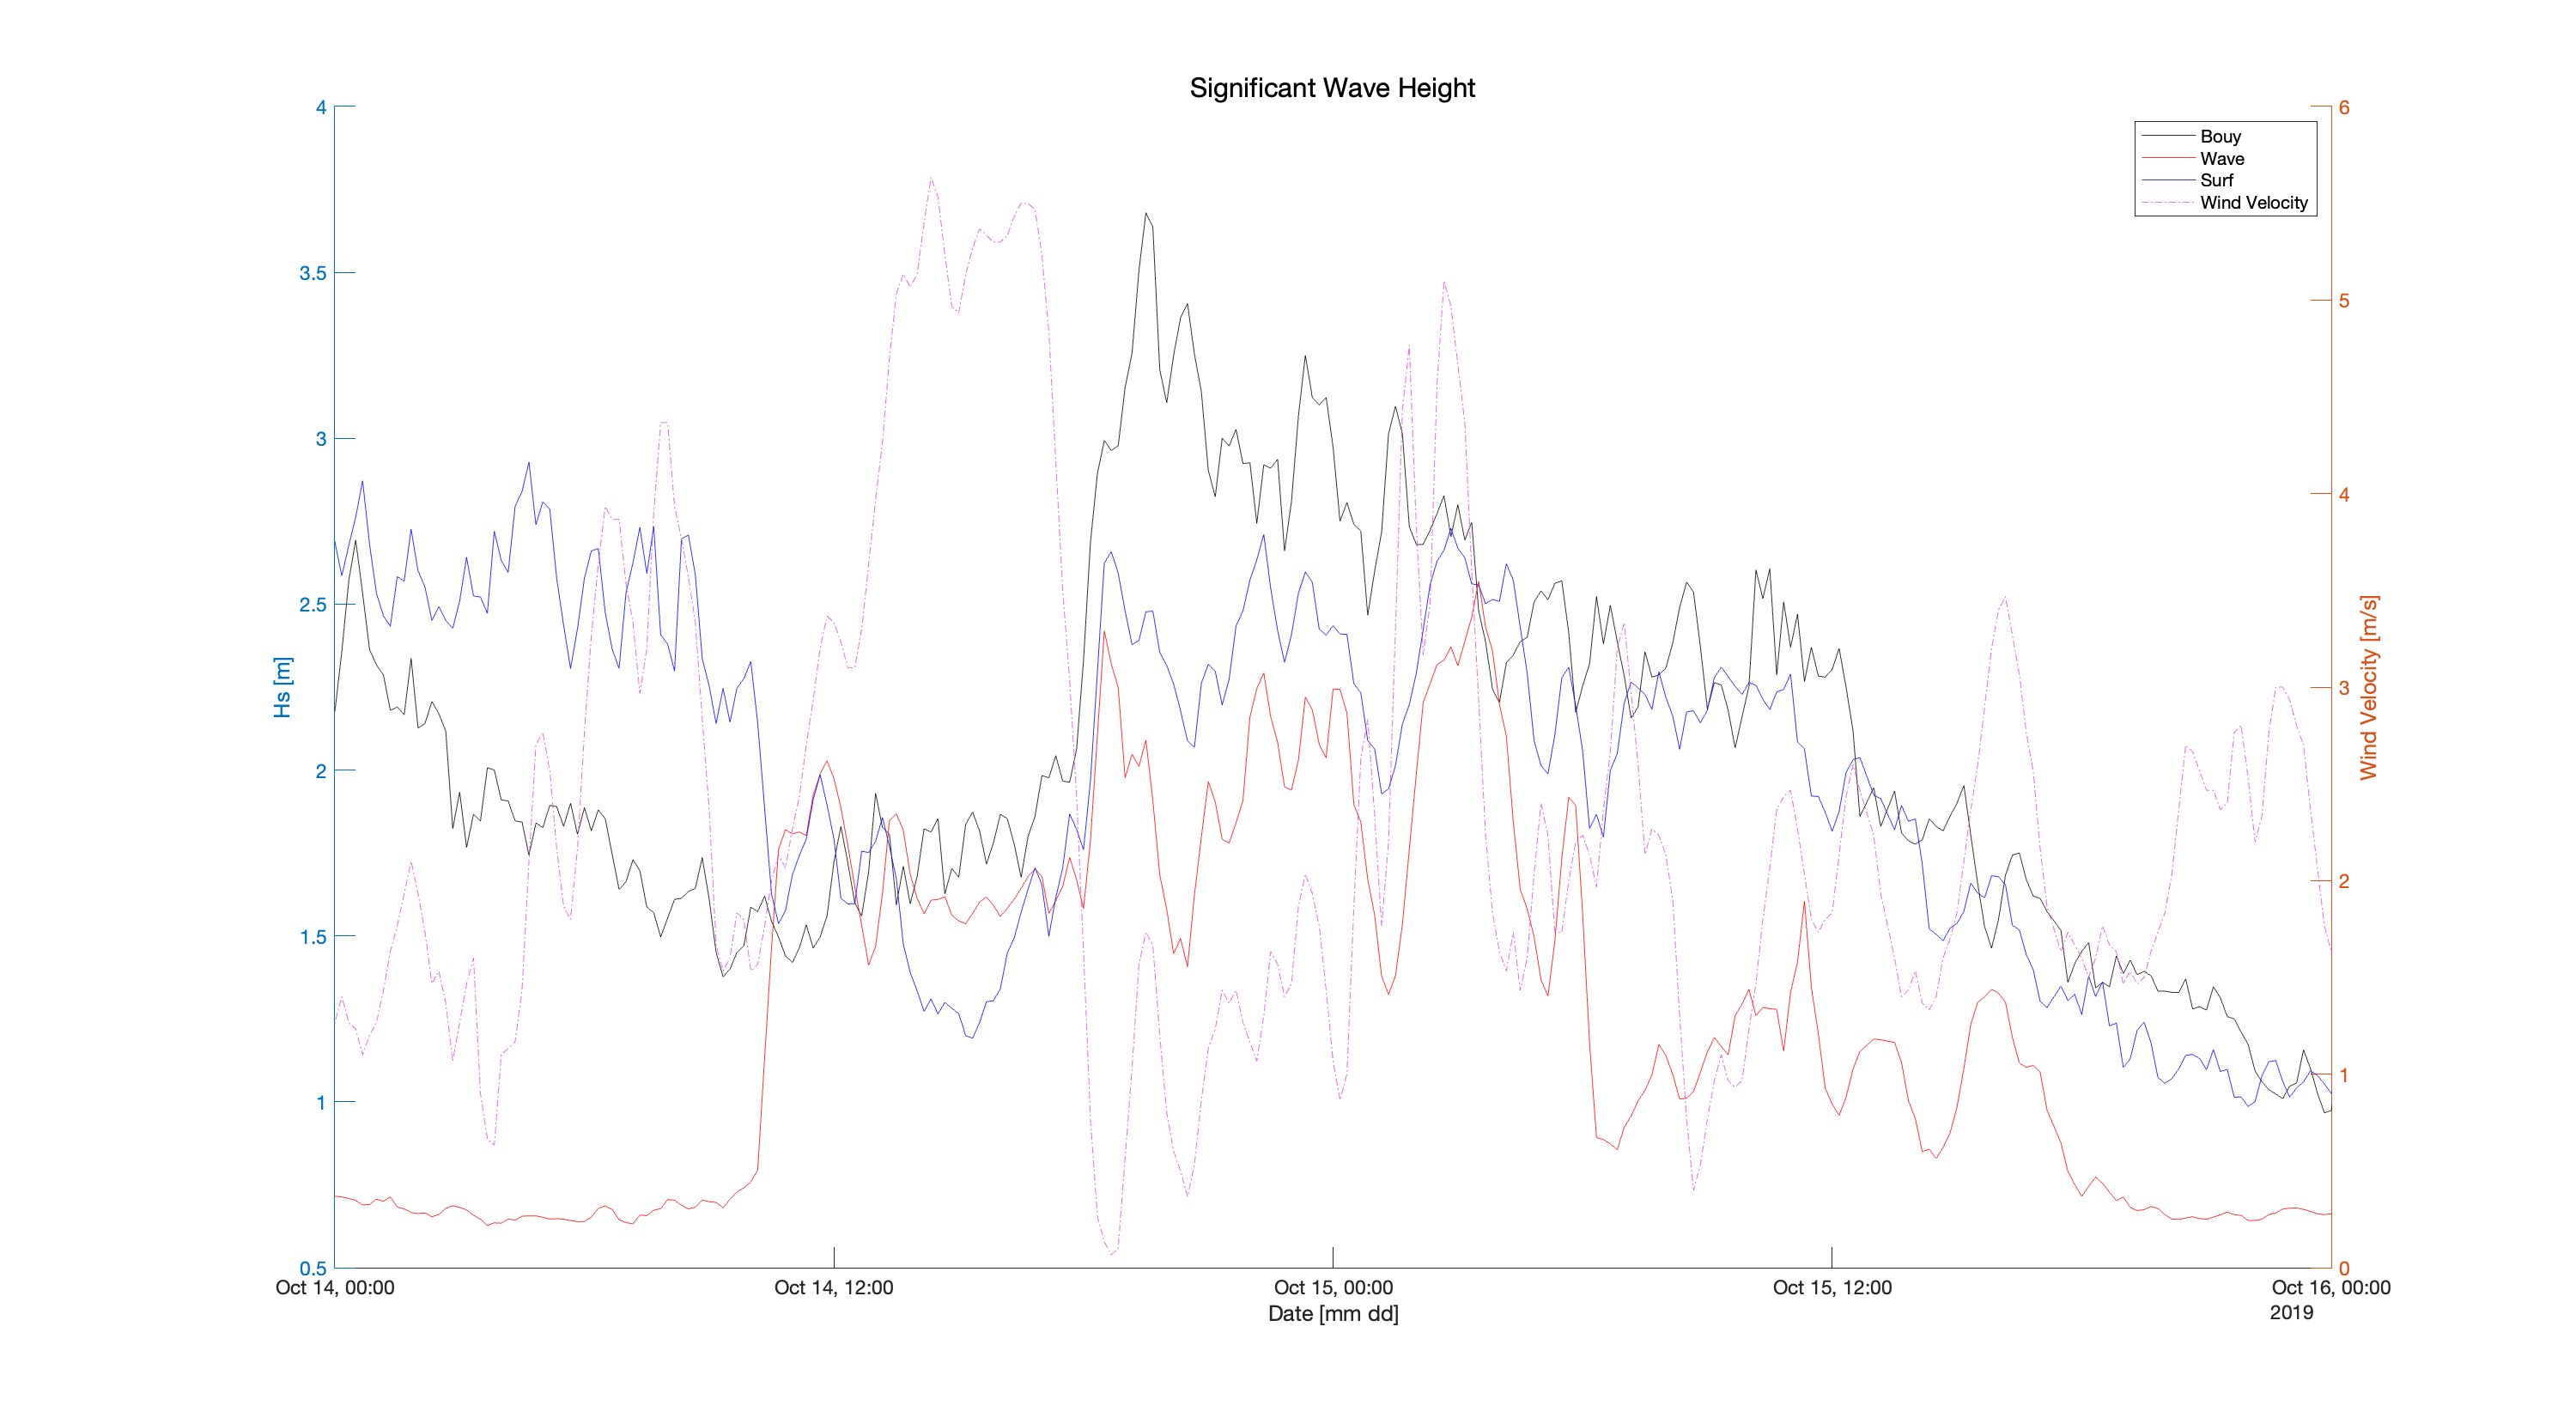 Significant Wave Height
4
3.5
3
2.5
2
1.5
1
0.5
Hs [m]
6
5
4
3
2
1
0
Wind Velocity [m/s]
Bouy
Wave
Surf
Wind Velocity
Oct 14, 00:00
Oct 14, 12:00
Oct 15, 00:00
Oct 15, 12:00
Oct 16, 00:00
Date [mm dd]
2019